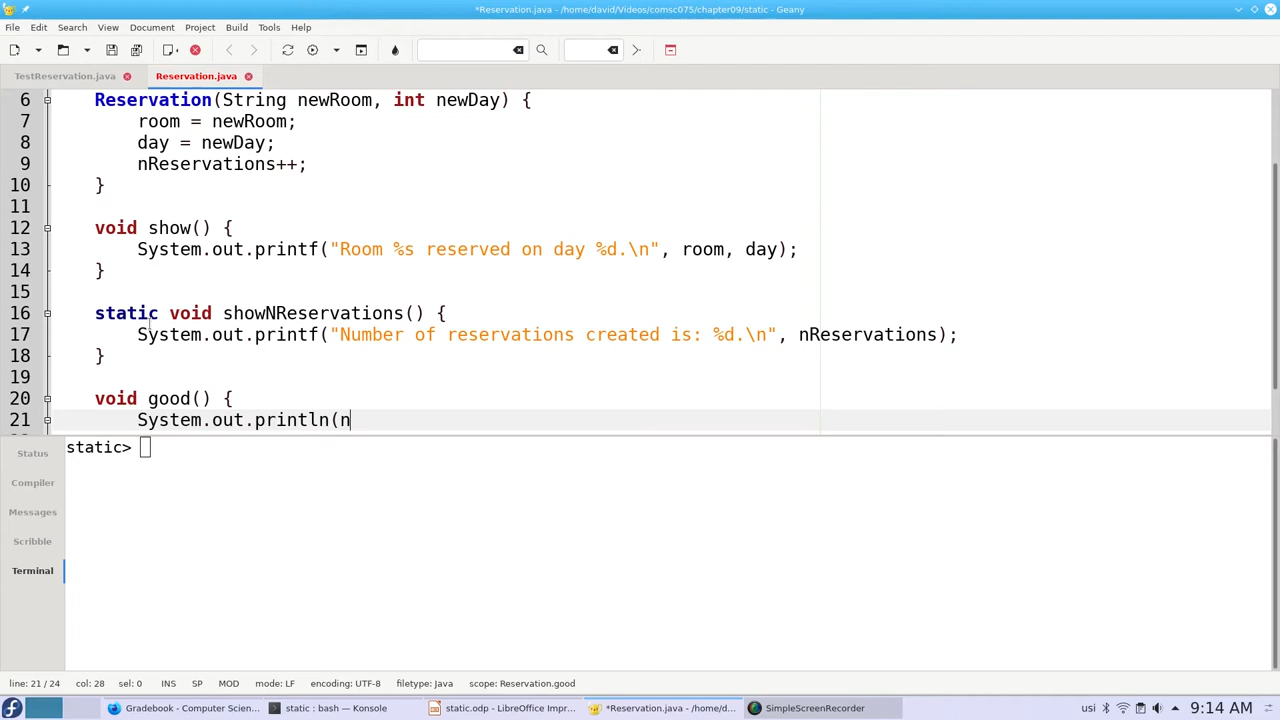 *Reservation.java - /home/david/Videos/comsc075/chapter09/static - Geany
File Edit Search View Document Project Build Tools Help
TestReservation.java Reservation.java
6 Reservation(String newRoom, int newDay) {
7 room = newRoom;
8 day = newDay;
9 nReservations++;
10 }
11
12 void show() {
13 System.out.printf("Room %s reserved on day %d.\n", room, day);
14 }
15
16 static void showNReservations() {
17 System.out.printf("Number of reservations created is: %d.\n", nReservations);
18 }
19
20 void good() {
21 System.out.println(n
static>
Status
Compiler
Messages
Scribble
Terminal
line: 21 / 24 col: 28 sel: 0 INS SP MOD mode: LF encoding: UTF-8 filetype: Java scope: Reservation.good
Gradebook - Computer Scien... static : bash — Konsole static.odp - LibreOffice Impr... *Reservation.java - /home/d... SimpleScreenRecorder usi 9:14 AM